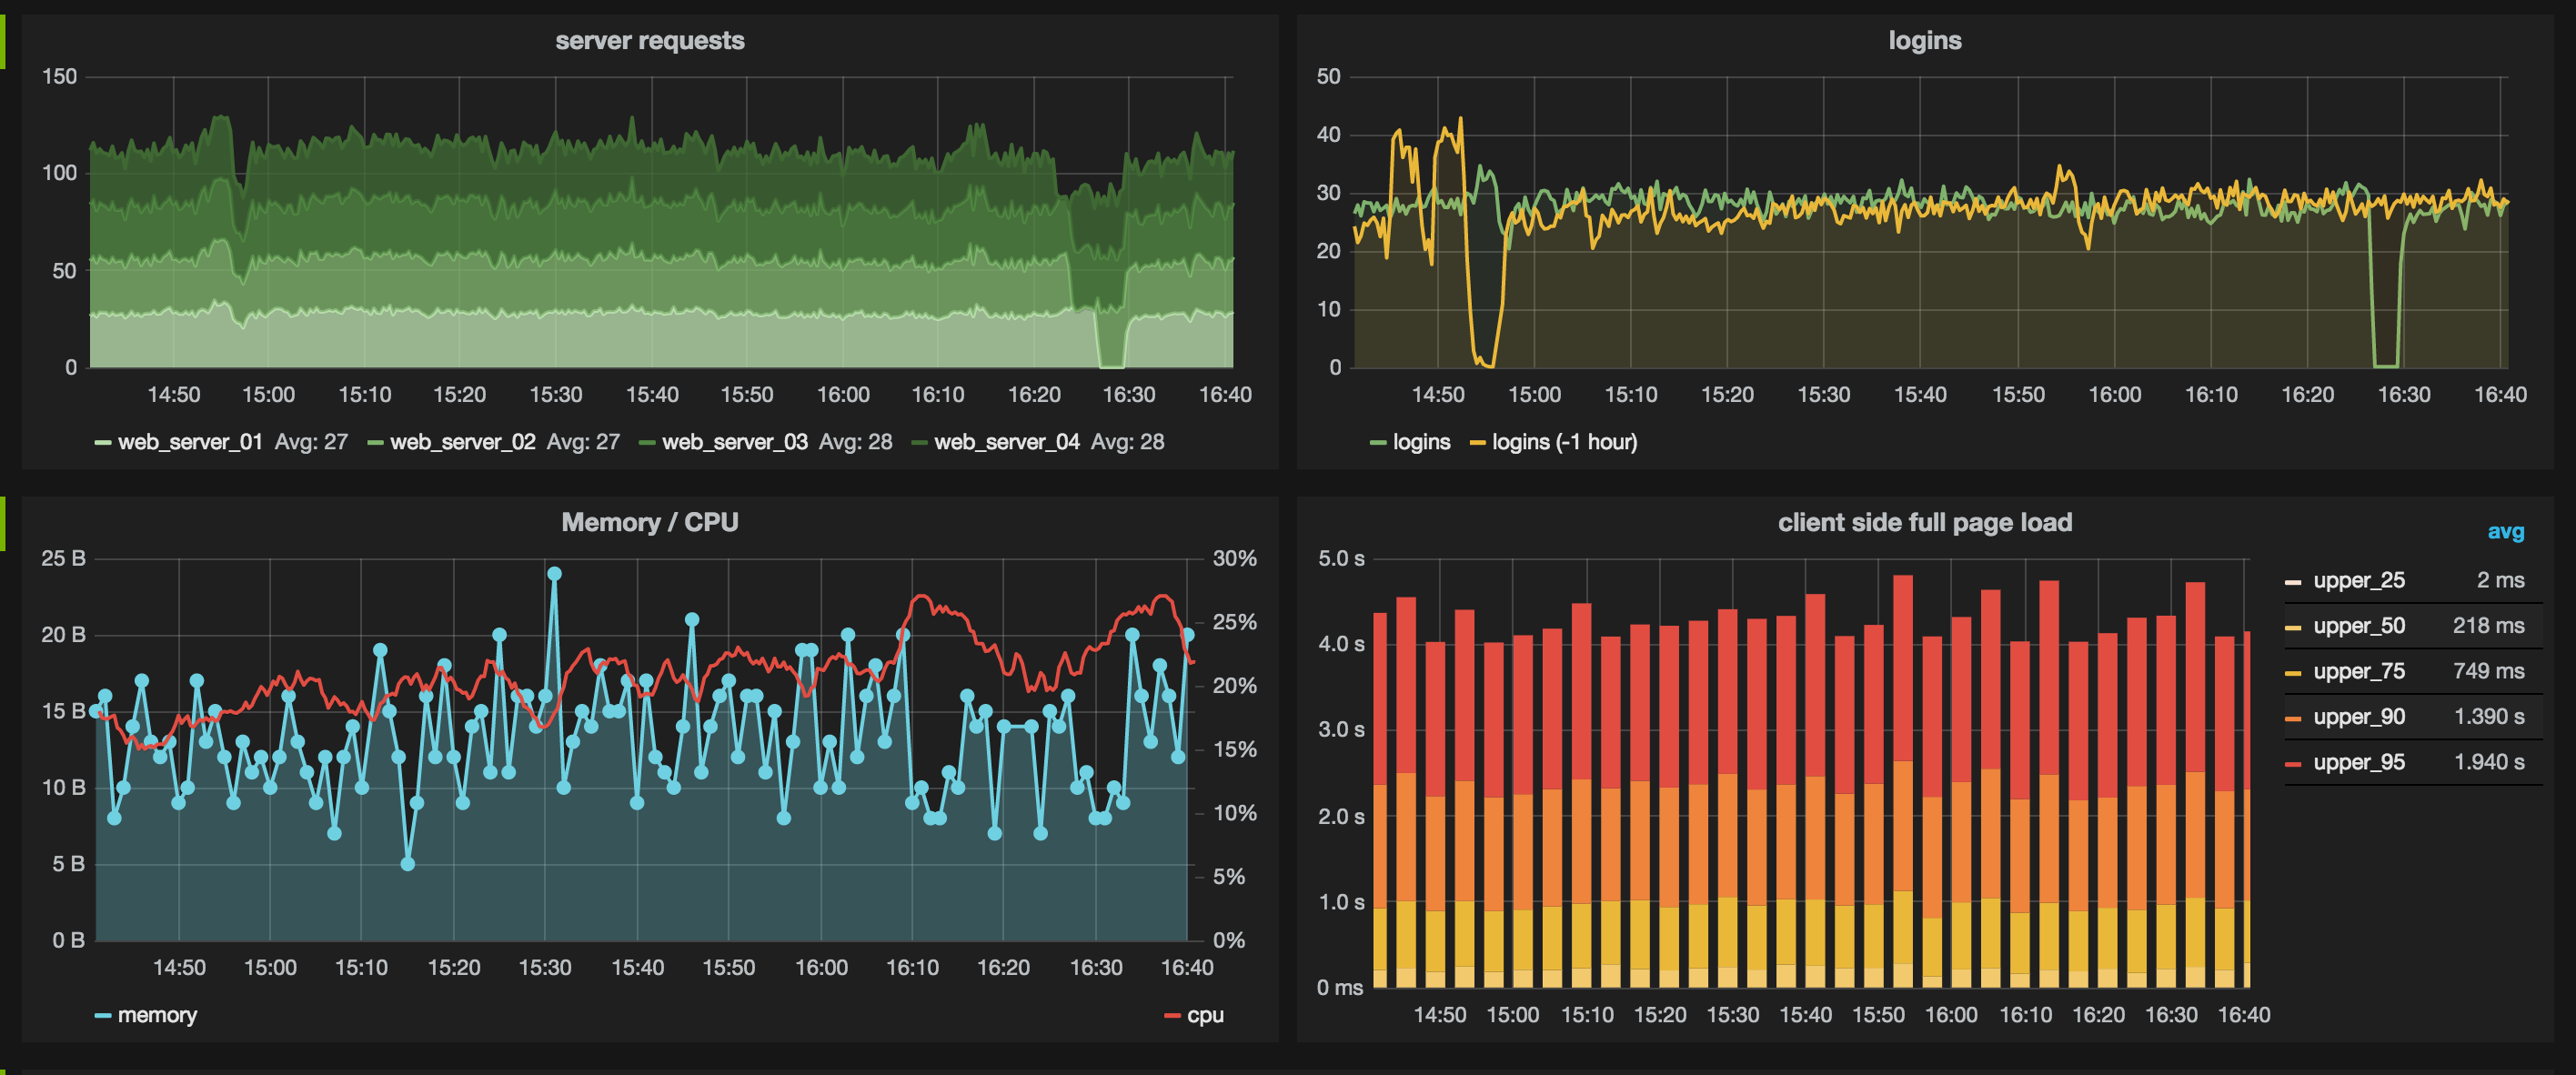 server requests
150
100
50
0
14:50 15:00 15:10 15:20 15:30 15:40 15:50 16:00 16:10 16:20 16:30 16:40
web_server_01 Avg: 27 web_server_02 Avg: 27 web_server_03 Avg: 28 web_server_04 Avg: 28
logins
50
40
30
20
10
0
14:50 15:00 15:10 15:20 15:30 15:40 15:50 16:00 16:10 16:20 16:30 16:40
logins logins (-1 hour)
Memory / CPU
25 B 30%
20 B 25%
15 B 20%
10 B 15%
5 B 10%
0 B 5%
0%
14:50 15:00 15:10 15:20 15:30 15:40 15:50 16:00 16:10 16:20 16:30 16:40
memory cpu
client side full page load
5.0 s
4.0 s
3.0 s
2.0 s
1.0 s
0 ms
14:50 15:00 15:10 15:20 15:30 15:40 15:50 16:00 16:10 16:20 16:30 16:40
avg
upper_25 2 ms
upper_50 218 ms
upper_75 749 ms
upper_90 1.390 s
upper_95 1.940 s